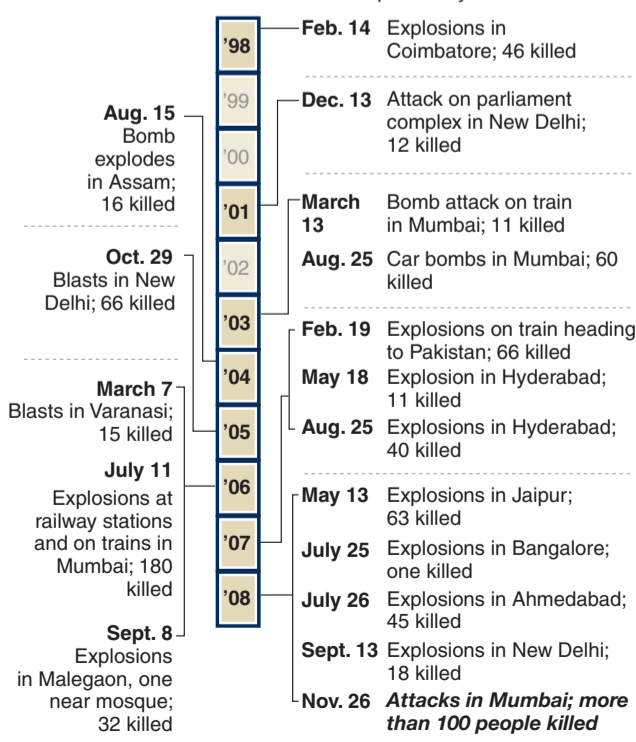 '98
'99
'00
'01
'02
'03
'04
'05
'06
'07
'08
Aug. 15
Bomb
explodes
in Assam;
16 killed
Oct. 29
Blasts in New
Delhi; 66 killed
March 7
Blasts in Varanasi;
15 killed
July 11
Explosions at
railway stations
and on trains in
Mumbai; 180
killed
Sept. 8
Explosions
in Malegaon, one
near mosque;
32 killed
Feb. 14 Explosions in
Coimbatore; 46 killed
Dec. 13 Attack on parliament
complex in New Delhi;
12 killed
March Bomb attack on train
13 in Mumbai; 11 killed
Aug. 25 Car bombs in Mumbai; 60
killed
Feb. 19 Explosions on train heading
to Pakistan; 66 killed
May 18 Explosion in Hyderabad;
11 killed
Aug. 25 Explosions in Hyderabad;
40 killed
May 13 Explosions in Jaipur;
63 killed
July 25 Explosions in Bangalore;
one killed
July 26 Explosions in Ahmedabad;
45 killed
Sept. 13 Explosions in New Delhi;
18 killed
Nov. 26 Attacks in Mumbai; more
than 100 people killed